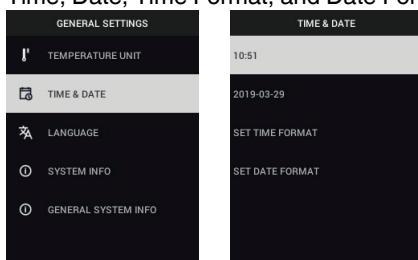 Time, Date, Time Format, and Date For
GENERAL SETTINGS
TEMPERATURE UNIT
TIME & DATE
LANGUAGE
SYSTEM INFO
GENERAL SYSTEM INFO
TIME & DATE
10:51
2019-03-29
SET TIME FORMAT
SET DATE FORMAT